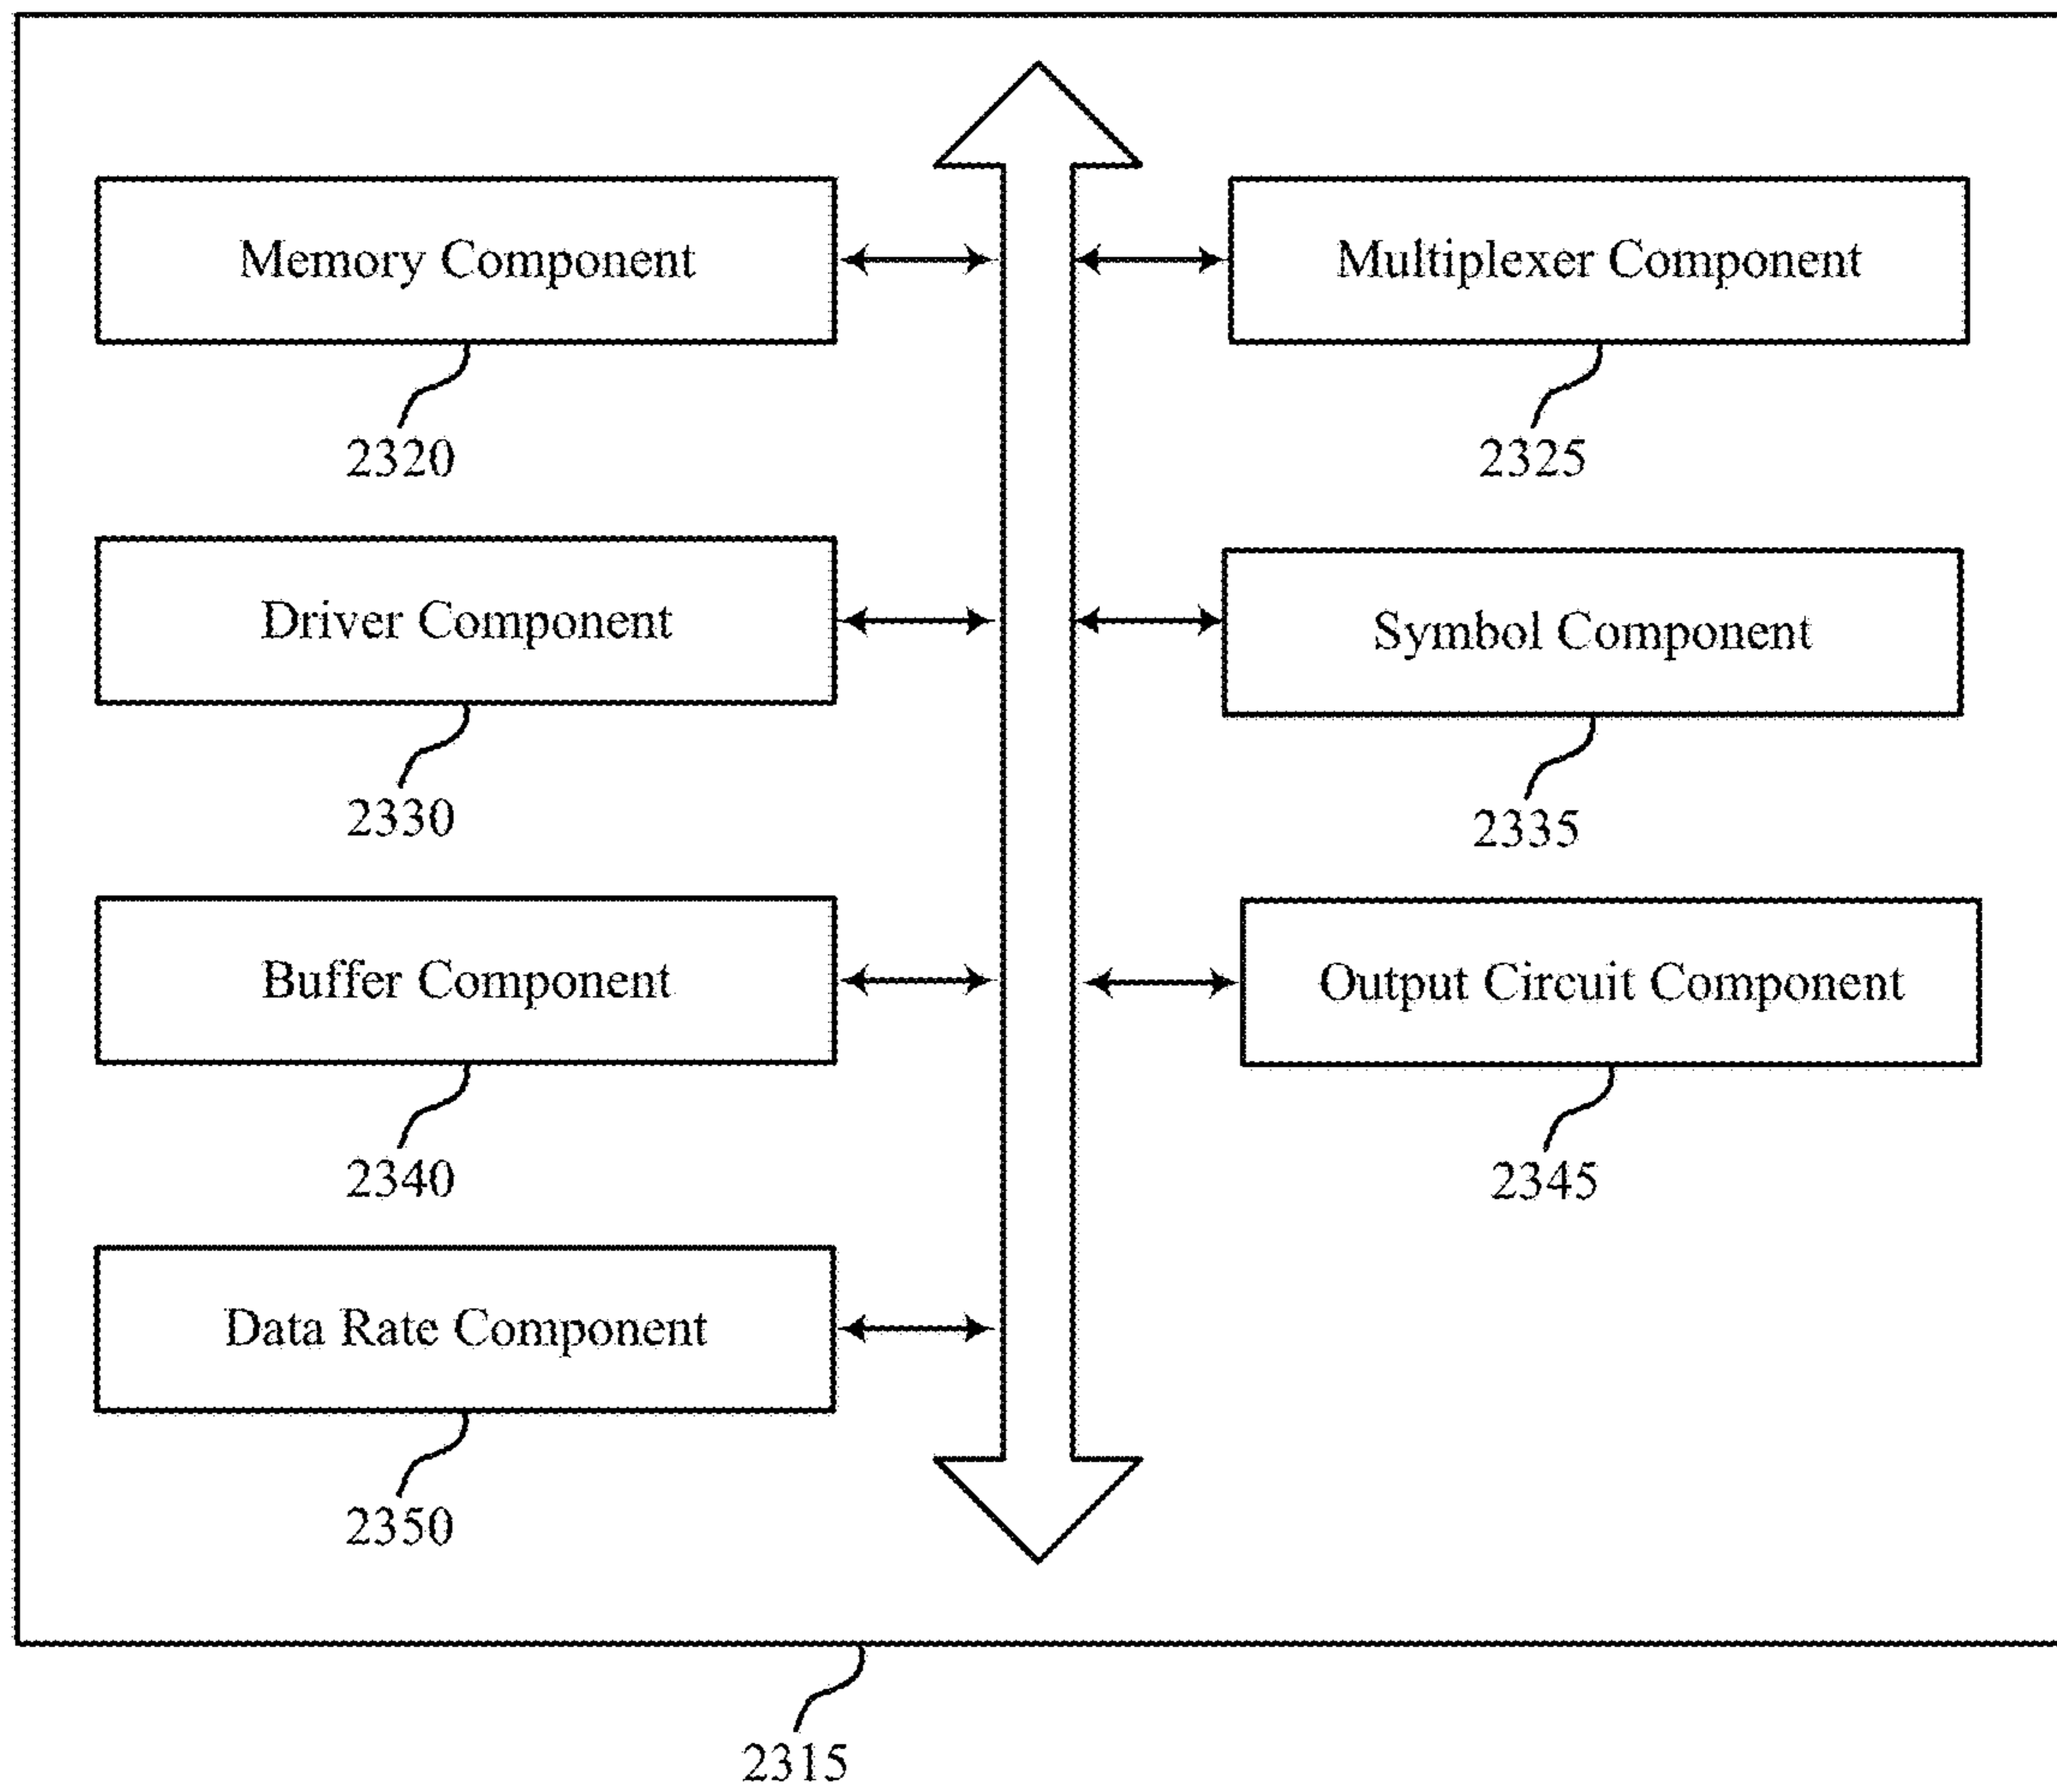 Memory Component
Multiplexer Component
2320
2325
Driver Component
Symbol Component
2330
2335
Buffer Component
Output Circuit Component
2340
2345
Data Rate Component
2350
2315